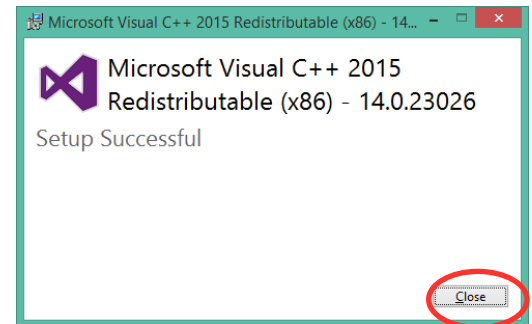 Microsoft Visual C++ 2015 Redistributable (x86) - 14...
Microsoft Visual C++ 2015
Redistributable (x86) - 14.0.23026
Setup Successful
Close